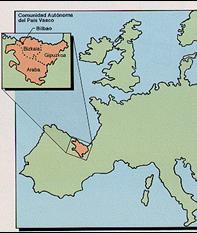 Comunidad Autónoma
del País Vasco
Bilbao
Bizkaia
Gipuzkoa
Araba